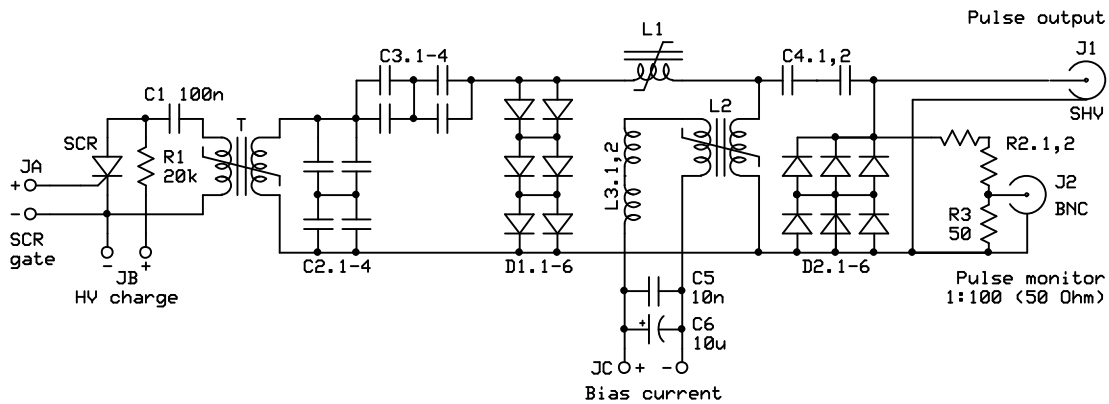 Pulse output
L1
J1
C3.1-4
C4.1,2
SHV
C1 100n
T
L2
SCR
JA
R1
20k
+
-
SCR
gate
L3.1,2
R2.1,2
J2
BNC
R3
50
-
JB
+
HV charge
C2.1-4
D1.1-6
D2.1-6
C5
10n
Pulse monitor
1:100 (50 Ohm)
+
C6
10u
JC
+
-
Bias current